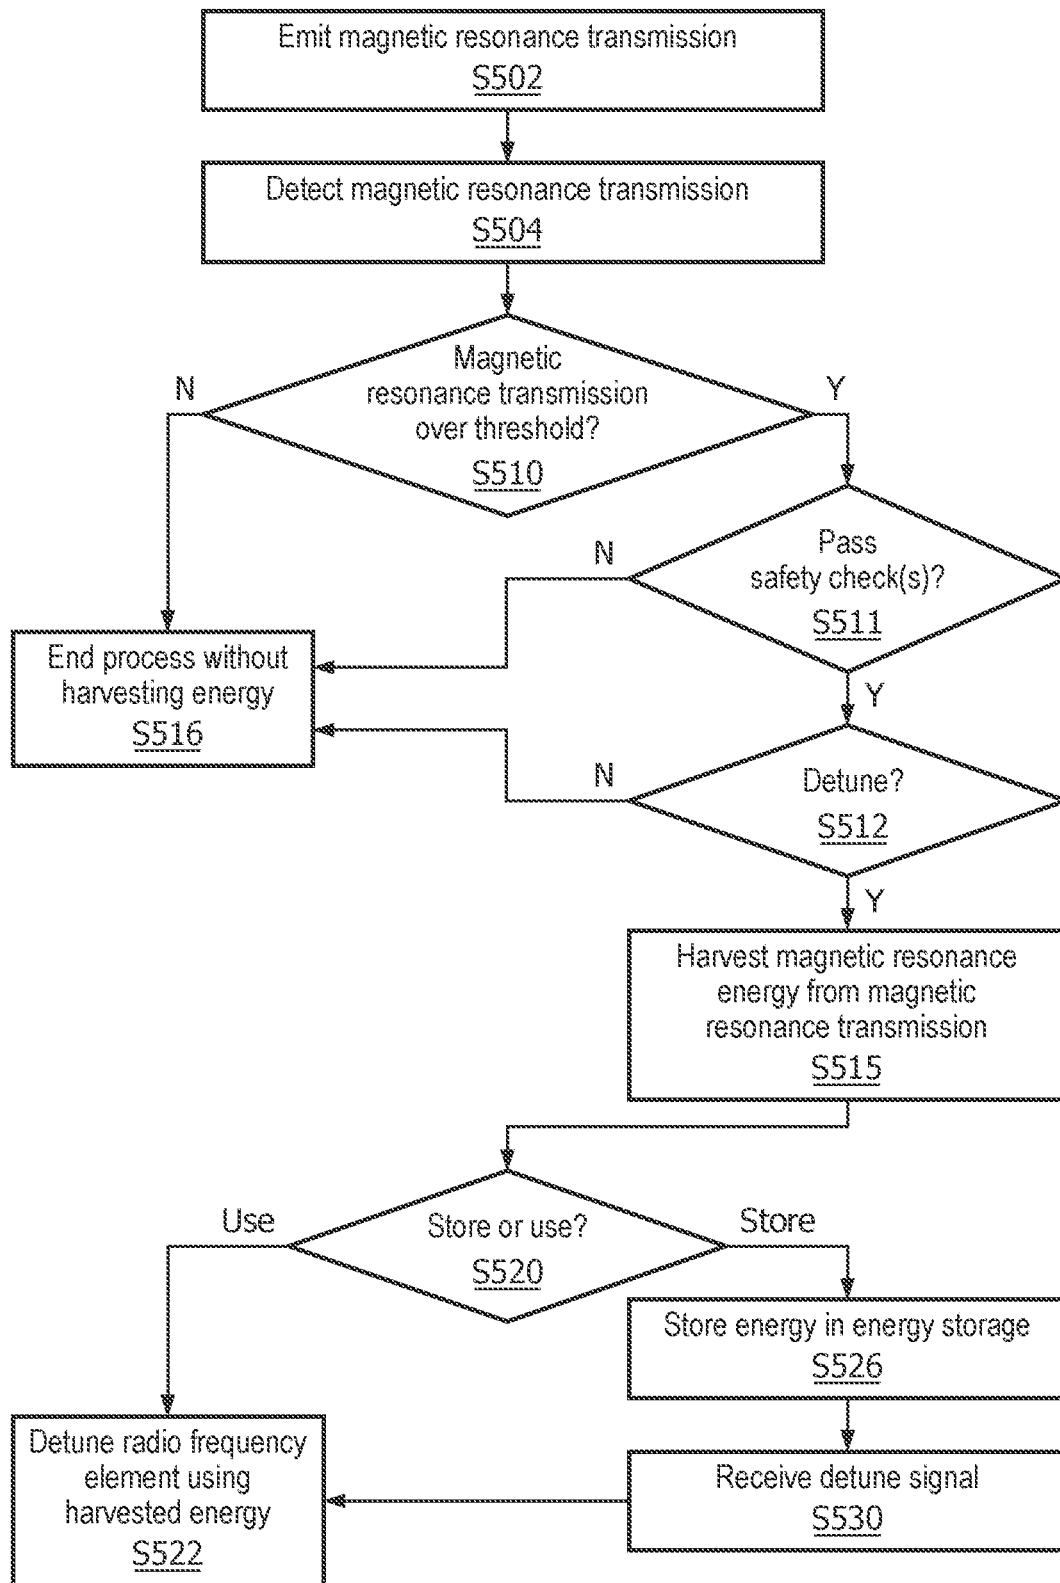 Emit magnetic resonance transmission
S502
Detect magnetic resonance transmission
S504
Magnetic
resonance transmission
over threshold?
S510
N
Y
Pass
safety check(s)?
S511
N
Y
End process without
harvesting energy
S516
Detune?
S512
N
Y
Harvest magnetic resonance
energy from magnetic
resonance transmission
S515
Store or use?
S520
Use
Store
Store energy in energy storage
S526
Detune radio frequency
element using
harvested energy
S522
Receive detune signal
S530